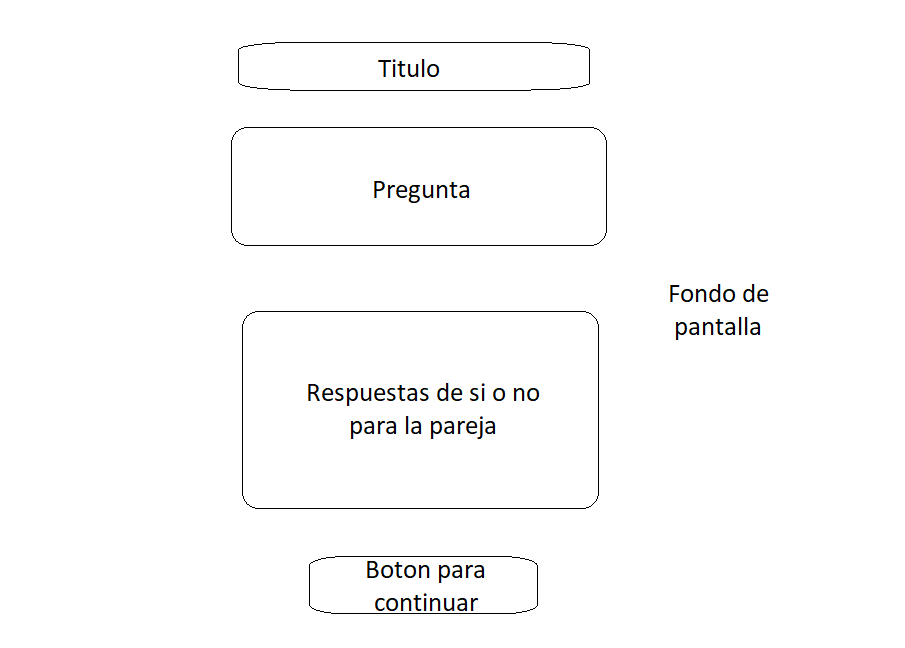 Titulo
Pregunta
Fondo de
pantalla
Respuestas de si o no
para la pareja
Boton para
continuar